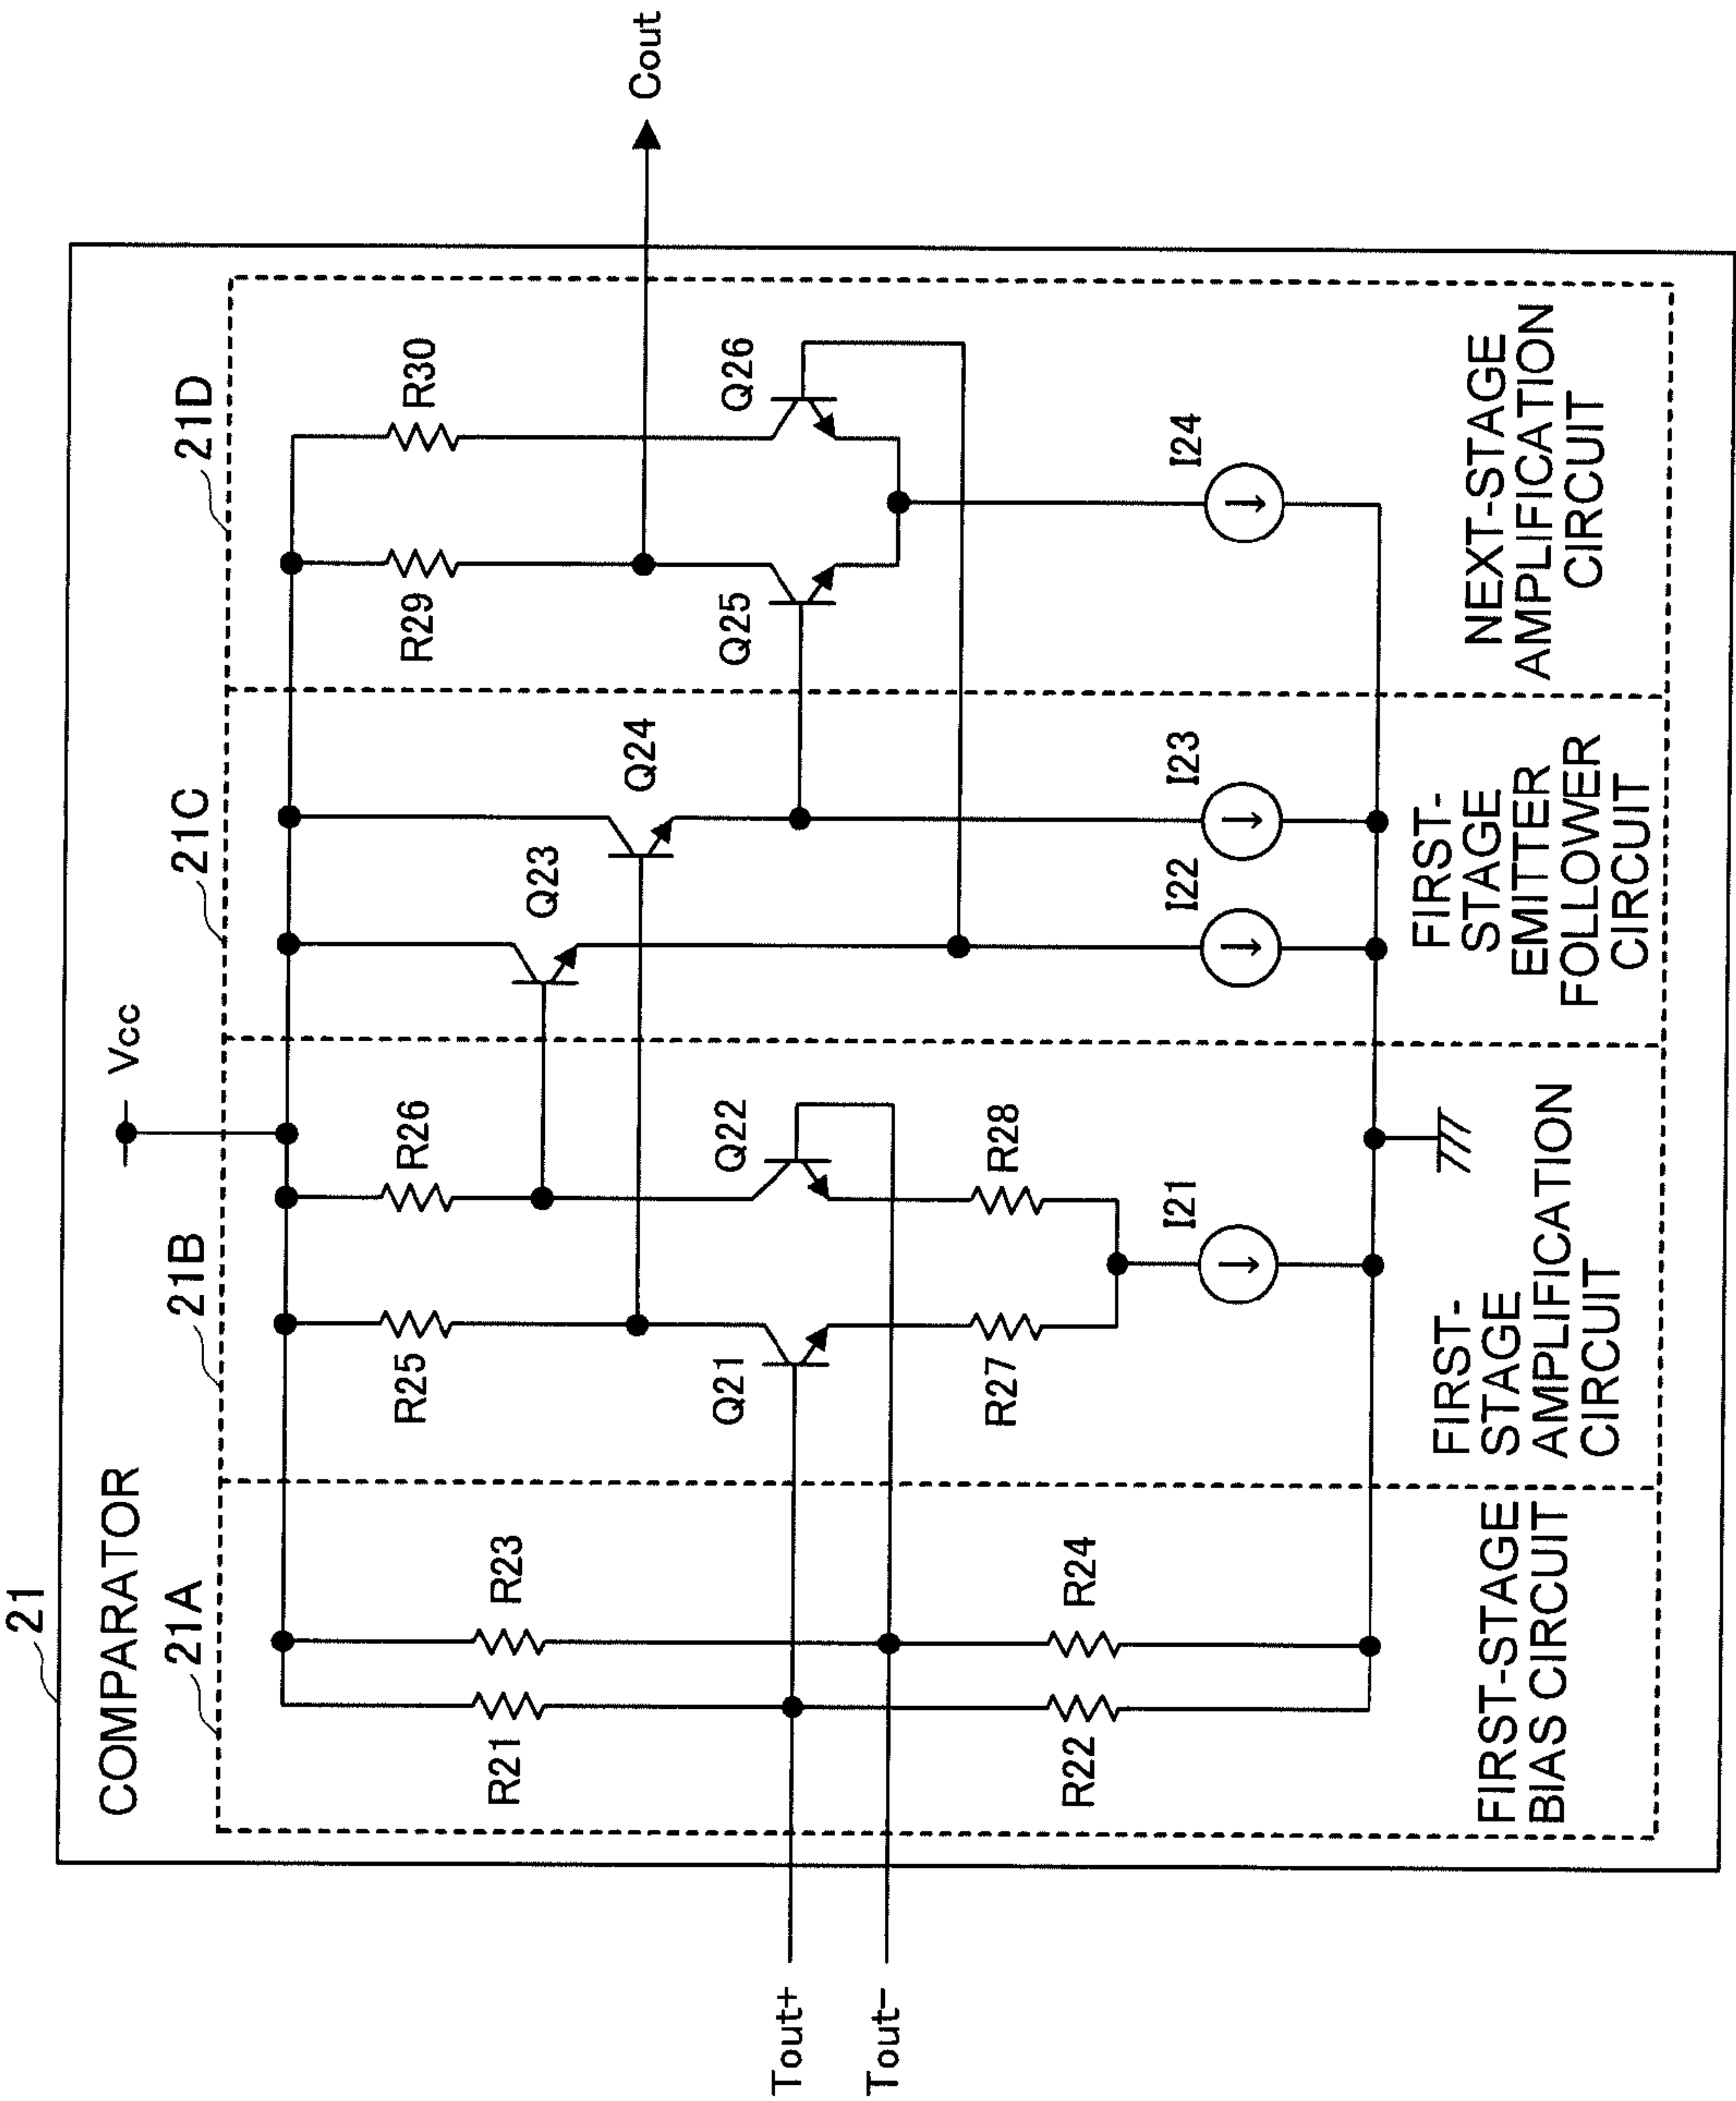 21
COMPARATOR
Vcc
21A
21B
21C
21D
R21
R23
R25
R26
R29
R30
Q23
Q24
Cout
Tout+
Tout-
Q21
Q22
Q25
Q26
R22
R24
R27
R28
I21
I22
I23
I24
FIRST-STAGE
BIAS CIRCUIT
FIRST-
STAGE
AMPLIFICATION
CIRCUIT
FIRST-
STAGE
EMITTER
FOLLOWER
CIRCUIT
NEXT-STAGE
AMPLIFICATION
CIRCUIT